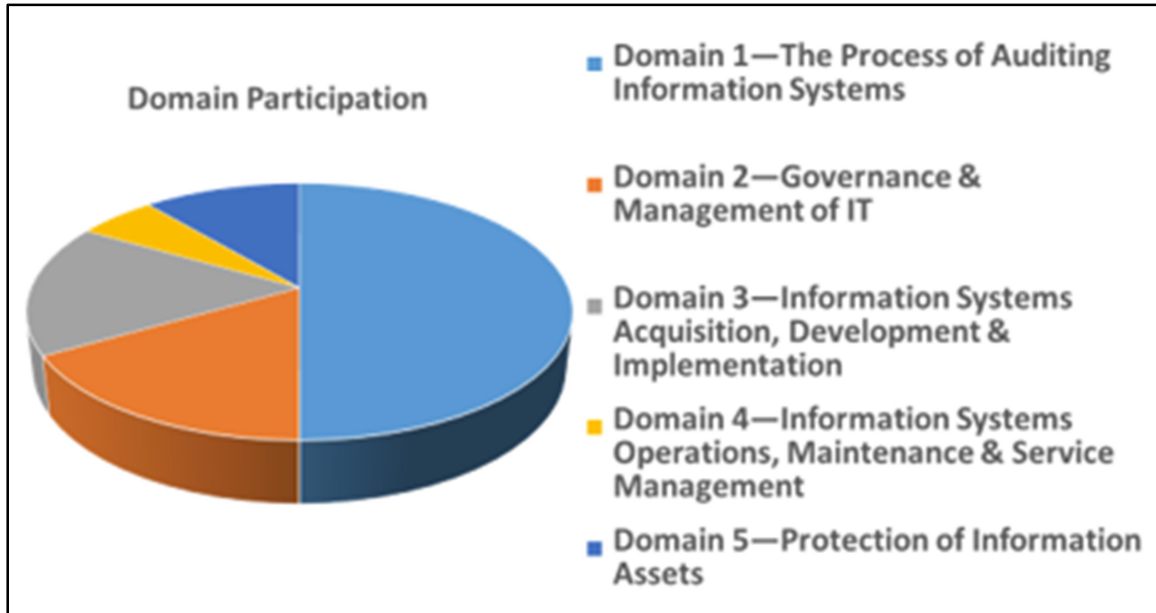 Domain Participation
Domain 1—The Process of Auditing
Information Systems
Domain 2—Governance &
Management of IT
Domain 3—Information Systems
Acquisition, Development &
Implementation
Domain 4—Information Systems
Operations, Maintenance & Service
Management
Domain 5—Protection of Information
Assets